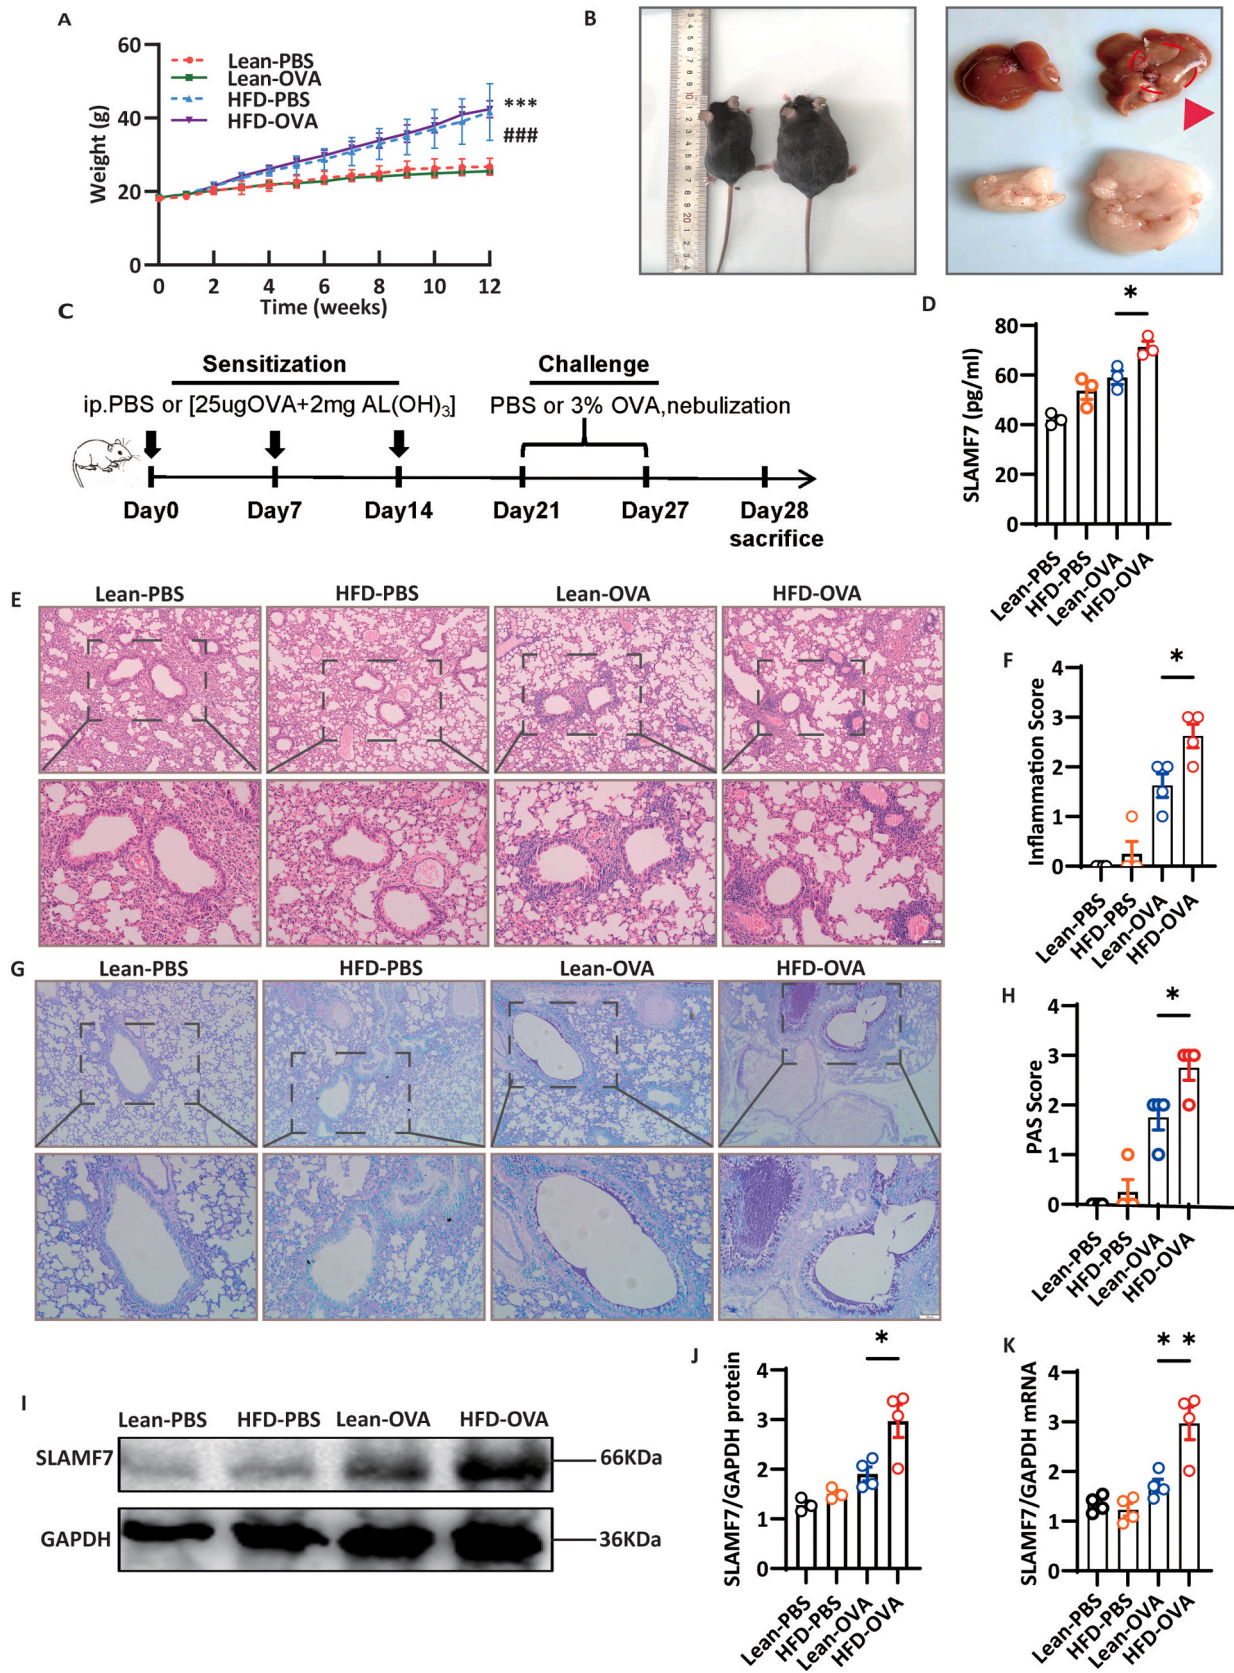 A
60
40
20
0
Weight (g)
Lean-PBS
Lean-OVA
HFD-PBS
HFD-OVA
***
###
0 2 4 6 8 10 12
Time (weeks)
B
C
Sensitization
Challenge
ip.PBS or [25ugOVA+2mg AL(OH)₃]
PBS or 3% OVA,nebulization
Day0 Day7 Day14 Day21 Day27 Day28
sacrifice
D
*
80
60
40
20
0
SLAMF7 (pg/ml)
Lean-PBS
HFD-PBS
Lean-OVA
HFD-OVA
E
Lean-PBS HFD-PBS Lean-OVA HFD-OVA
F
*
4
3
2
1
0
Inflammation Score
Lean-PBS
HFD-PBS
Lean-OVA
HFD-OVA
G
Lean-PBS HFD-PBS Lean-OVA HFD-OVA
H
*
4
3
2
1
0
PAS Score
Lean-PBS
HFD-PBS
Lean-OVA
HFD-OVA
I
Lean-PBS HFD-PBS Lean-OVA HFD-OVA
SLAMF7 66KDa
GAPDH 36KDa
J
*
4
3
2
1
0
SLAMF7/GAPDH protein
Lean-PBS
HFD-PBS
Lean-OVA
HFD-OVA
K
* *
4
3
2
1
0
SLAMF7/GAPDH mRNA
Lean-PBS
HFD-PBS
Lean-OVA
HFD-OVA